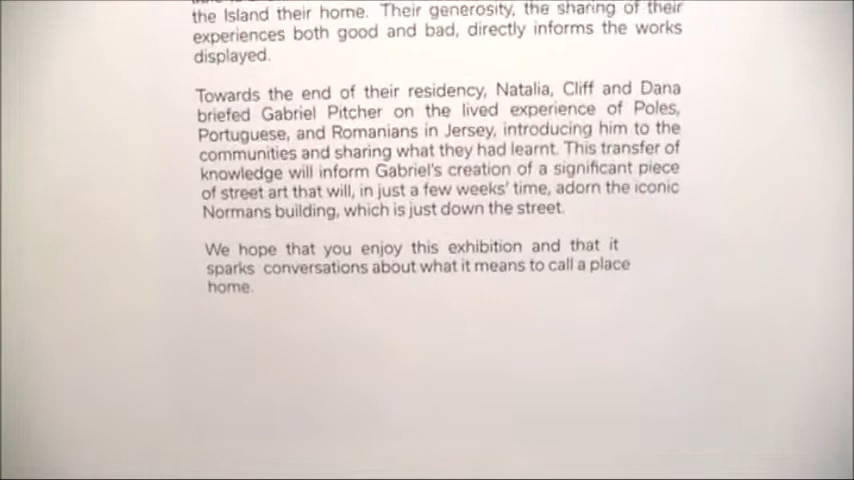 the Island their home. Their generosity, the sharing of their
experiences both good and bad, directly informs the works
displayed.
Towards the end of their residency, Natalia, Cliff and Dana
briefed Gabriel Pitcher on the lived experience of Poles,
Portuguese, and Romanians in Jersey, introducing him to the
communities and sharing what they had learnt. This transfer of
knowledge will inform Gabriel's creation of a significant piece
of street art that will, in just a few weeks' time, adorn the iconic
Normans building, which is just down the street.
We hope that you enjoy this exhibition and that it
sparks conversations about what it means to call a place
home.